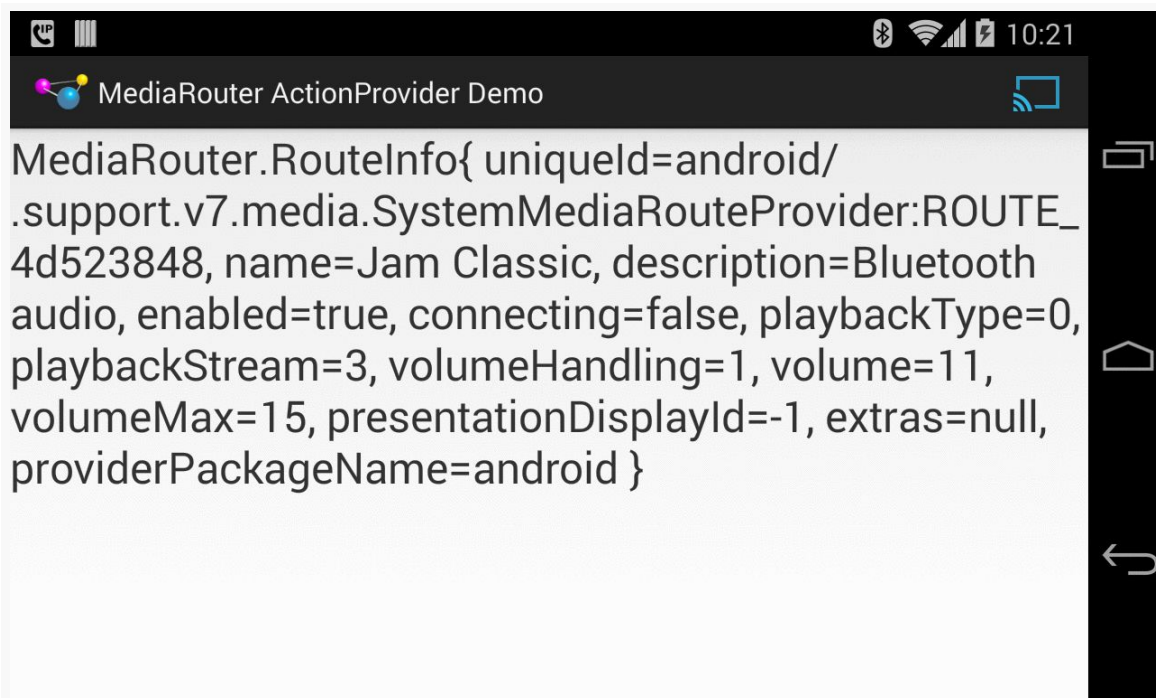 IP
10:21
MediaRouter ActionProvider Demo
MediaRouter.RouteInfo{ uniqueId=android/
.support.v7.media.SystemMediaRouteProvider:ROUTE_
4d523848, name=Jam Classic, description=Bluetooth
audio, enabled=true, connecting=false, playbackType=0,
playbackStream=3, volumeHandling=1, volume=11,
volumeMax=15, presentationDisplayId=-1, extras=null,
providerPackageName=android }